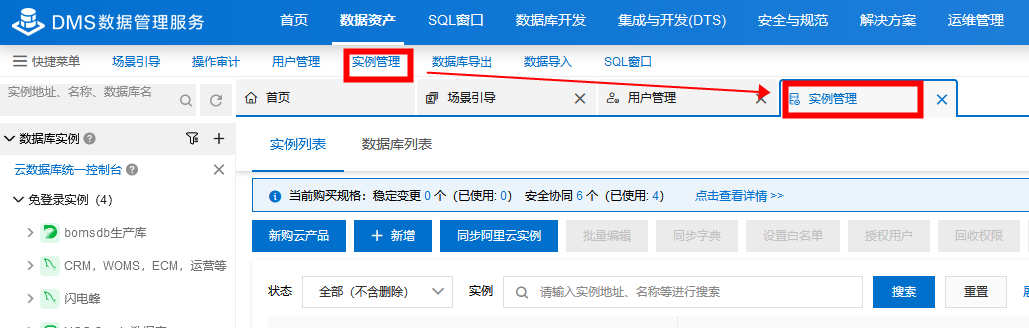 DMS数据管理服务 首页 数据资产 SQL窗口 数据库开发 集成与开发(DTS) 安全与规范 解决方案 运维管理
快捷菜单 场景引导 操作审计 用户管理 实例管理 数据库导出 数据导入 SQL窗口
实例地址、名称、数据库名
首页 场景引导 用户管理 实例管理
数据库实例
实例列表 数据库列表
云数据库统一控制台
当前购买规格：稳定变更 0 个（已使用: 0） 安全协同 6 个（已使用: 4） 点击查看详情 >>
免登录实例（4）
bomsdb生产库
新购云产品 新增 同步阿里云实例 批量编辑 同步字典 设置白名单 授权用户 回收权限
CRM，WOMS，ECM，运营等
状态 全部（不含删除） 实例 请输入实例地址、名称等进行搜索 搜索 重置
闪电蜂